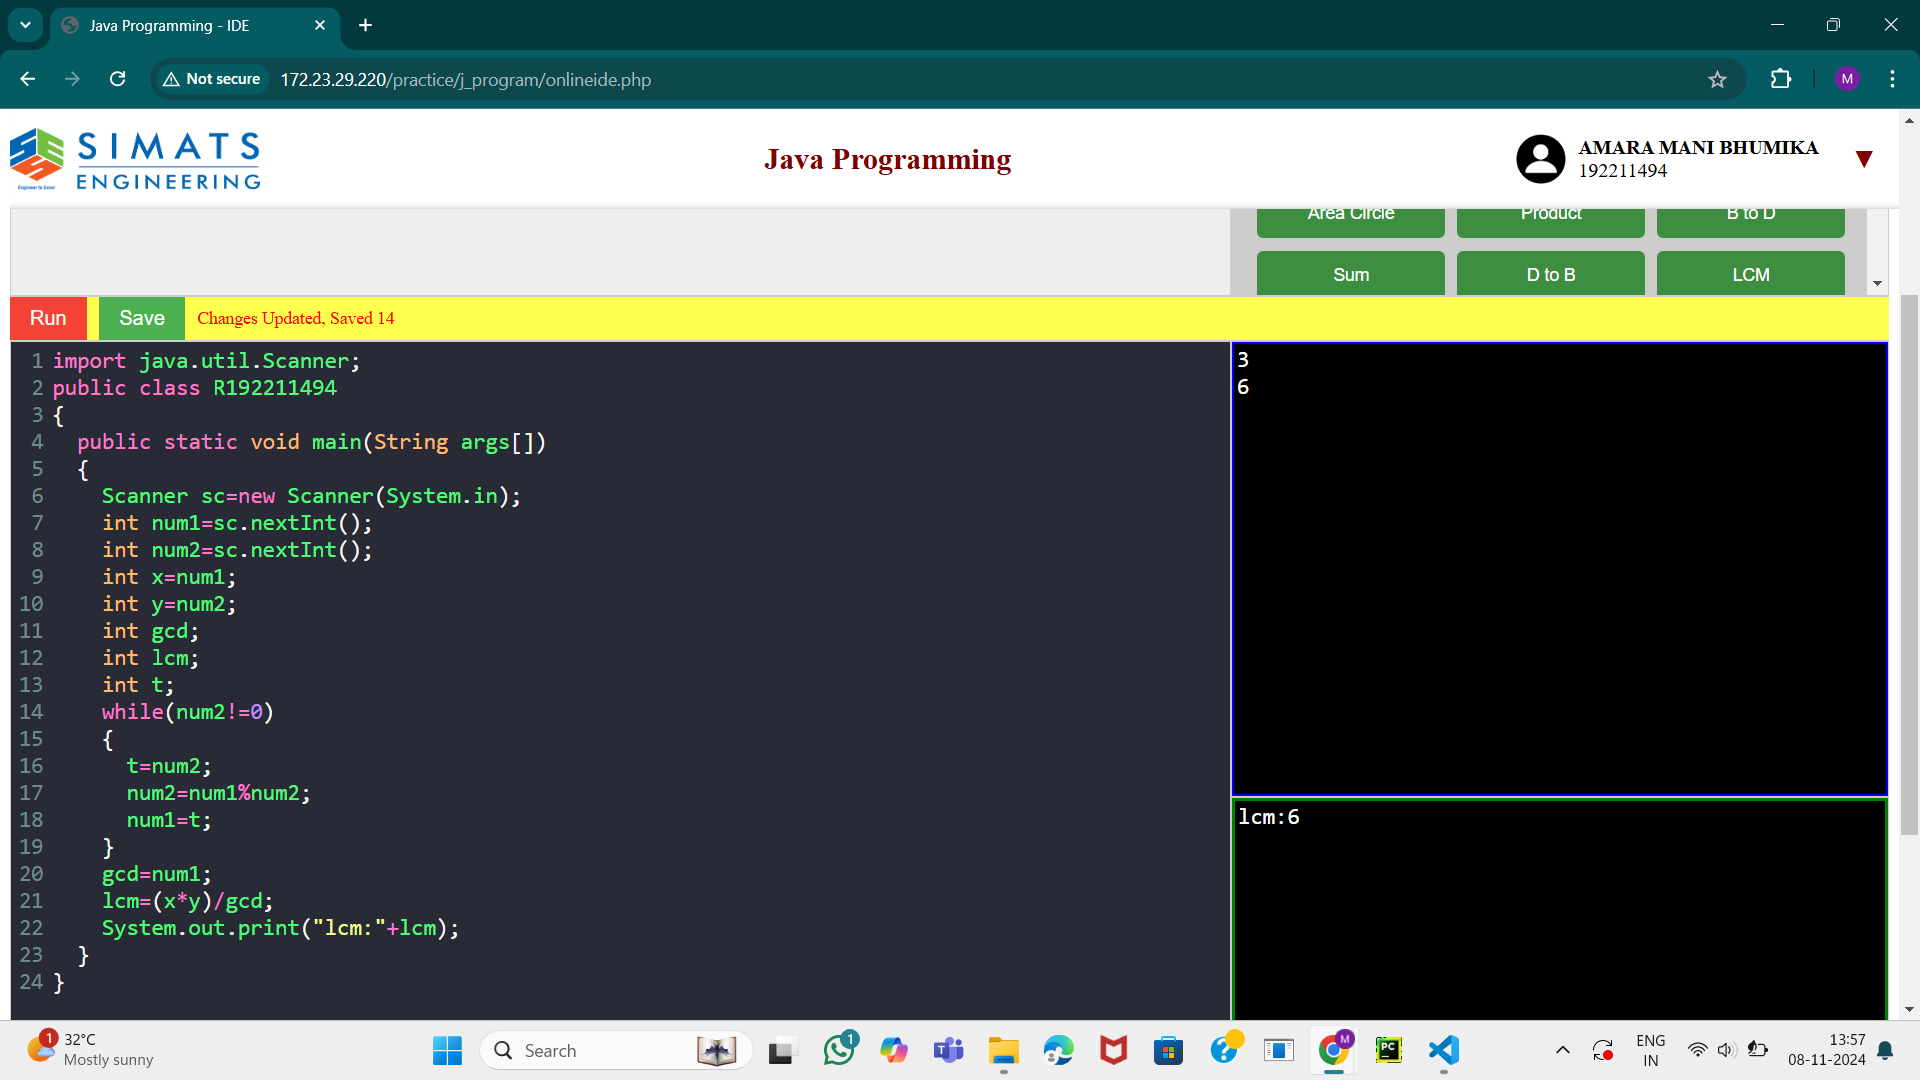 Java Programming - IDE
Not secure
172.23.29.220/practice/j_program/onlineide.php
M
SIMATS
ENGINEERING
Engineer to Excel
Java Programming
AMARA MANI BHUMIKA
192211494
Area Circle
Product
B to D
Sum
D to B
LCM
Run
Save
Changes Updated, Saved 14
1 import java.util.Scanner;
2 public class R192211494
3 {
4 public static void main(String args[])
5 {
6 Scanner sc=new Scanner(System.in);
7 int num1=sc.nextInt();
8 int num2=sc.nextInt();
9 int x=num1;
10 int y=num2;
11 int gcd;
12 int lcm;
13 int t;
14 while(num2!=0)
15 {
16 t=num2;
17 num2=num1%num2;
18 num1=t;
19 }
20 gcd=num1;
21 lcm=(x*y)/gcd;
22 System.out.print("lcm:"+lcm);
23 }
24 }
3
6
lcm:6
1
32°C
Mostly sunny
Search
1
M
PC
ENG
IN
13:57
08-11-2024